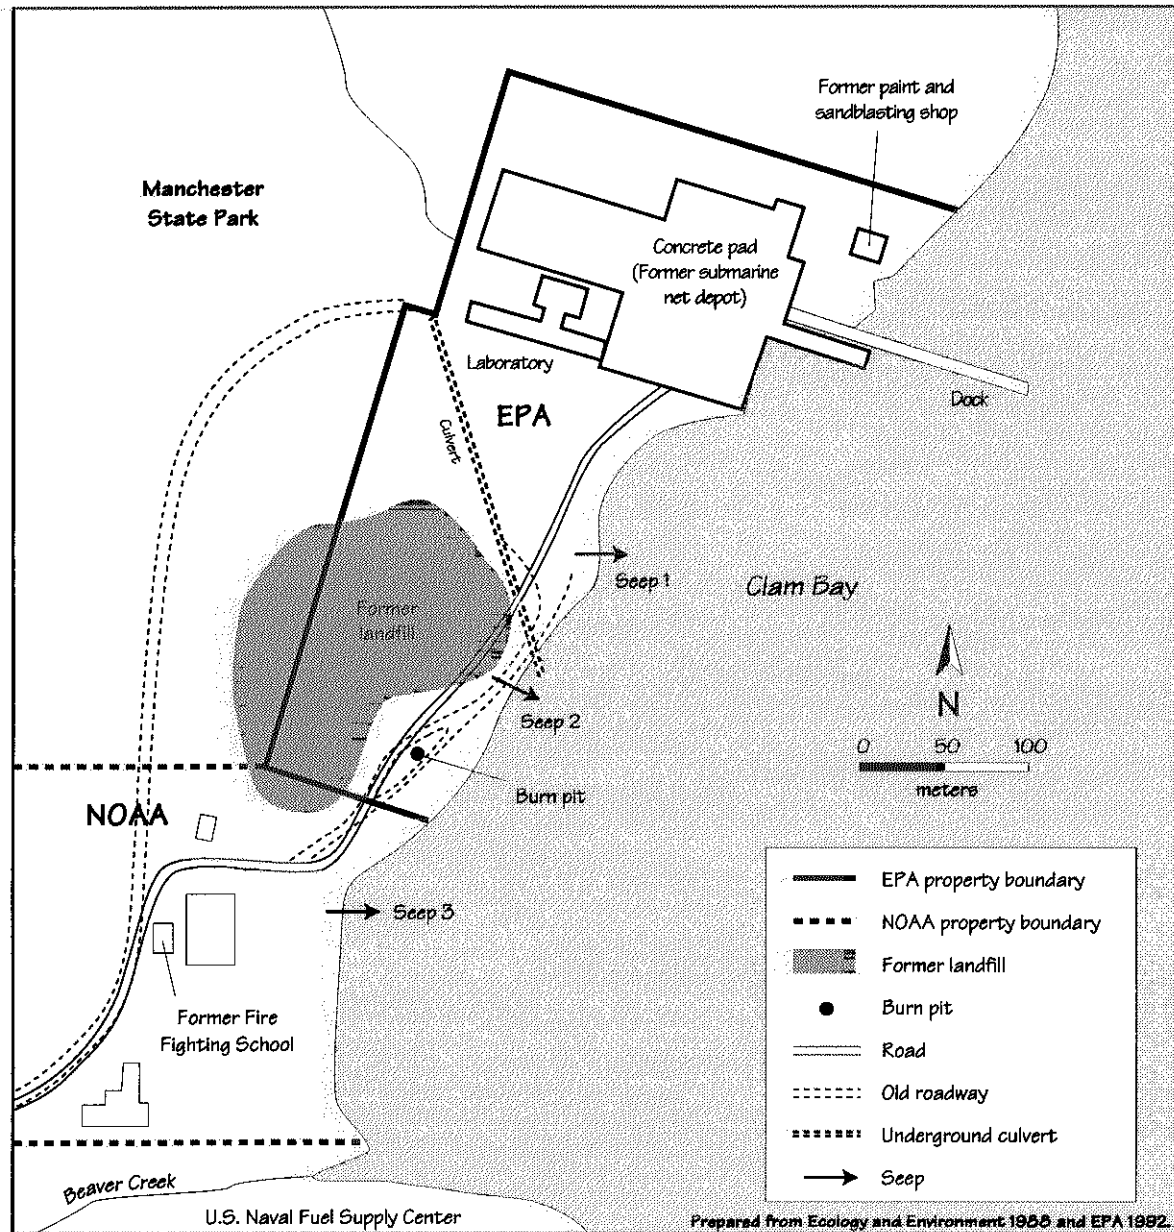 Former paint and
sandblasting shop
Manchester
State Park
Concrete pad
(Former submarine
net depot)
Laboratory
EPA
Dock
Culvert
Seep 1
Clam Bay
Former
landfill
Seep 2
N
0 50 100
meters
Burn pit
NOAA
Seep 3
Former Fire
Fighting School
EPA property boundary
NOAA property boundary
Former landfill
Burn pit
Road
Old roadway
Underground culvert
Seep
Beaver Creek
U.S. Naval Fuel Supply Center
Prepared from Ecology and Environment 1988 and EPA 1992.